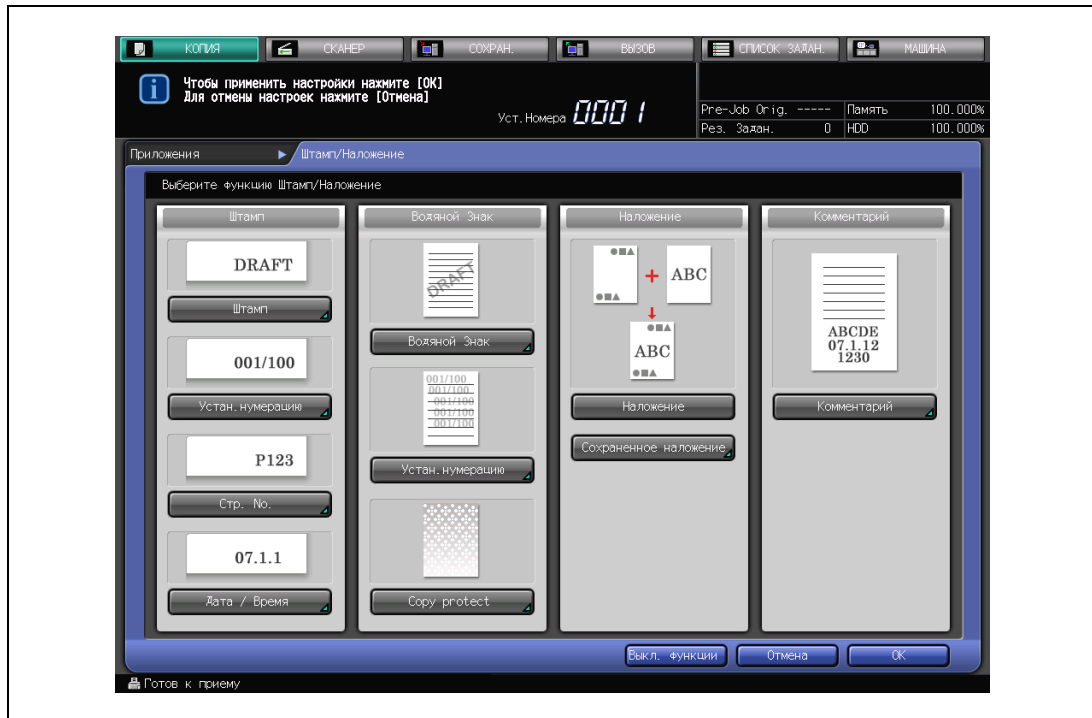 КОПИЯ
СКАНЕР
СОХРАН.
ВЫЗОВ
СПИСОК ЗАДАН.
МАШИНА
Чтобы применить настройки нажмите [OK]
Для отмены настроек нажмите [Отмена]
Уст.Номера 0001
Pre-Job Orig. ----- Память 100.000%
Рез. Задан. 0 HDD 100.000%
Приложения
Штамп/Наложение
Выберите функцию Штамп/Наложение
Штамп
DRAFT
Штамп
001/100
Устан.нумерацию
P123
Стр. No.
07.1.1
Дата / Время
Водяной Знак
DRAFT
Водяной Знак
001/100
001/100
001/100
001/100
001/100
Устан.нумерацию
Copy protect
Наложение
+ ABC
ABC
Наложение
Сохраненное наложение
Комментарий
ABCDE
07.1.12
1230
Комментарий
Выкл. функции
Отмена
OK
Готов к приему